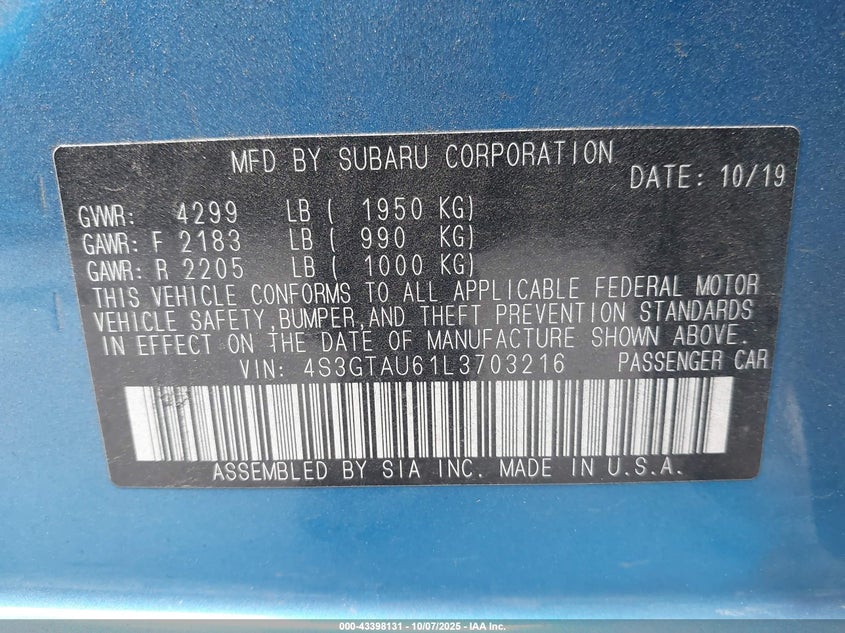 MFD BY SUBARU CORPORATION
DATE: 10/19
GVWR: 4299 LB ( 1950 KG)
GAWR: F 2183 LB ( 990 KG)
GAWR: R 2205 LB ( 1000 KG)
THIS VEHICLE CONFORMS TO ALL APPLICABLE FEDERAL MOTOR
VEHICLE SAFETY,BUMPER,AND THEFT PREVENTION STANDARDS
IN EFFECT ON THE DATE OF MANUFACTURE SHOWN ABOVE.
VIN: 4S3GTAU61L3703216 PASSENGER CAR
ASSEMBLED BY SIA INC. MADE IN U.S.A.
000-43398131 - 10/07/2025 - IAA Inc.